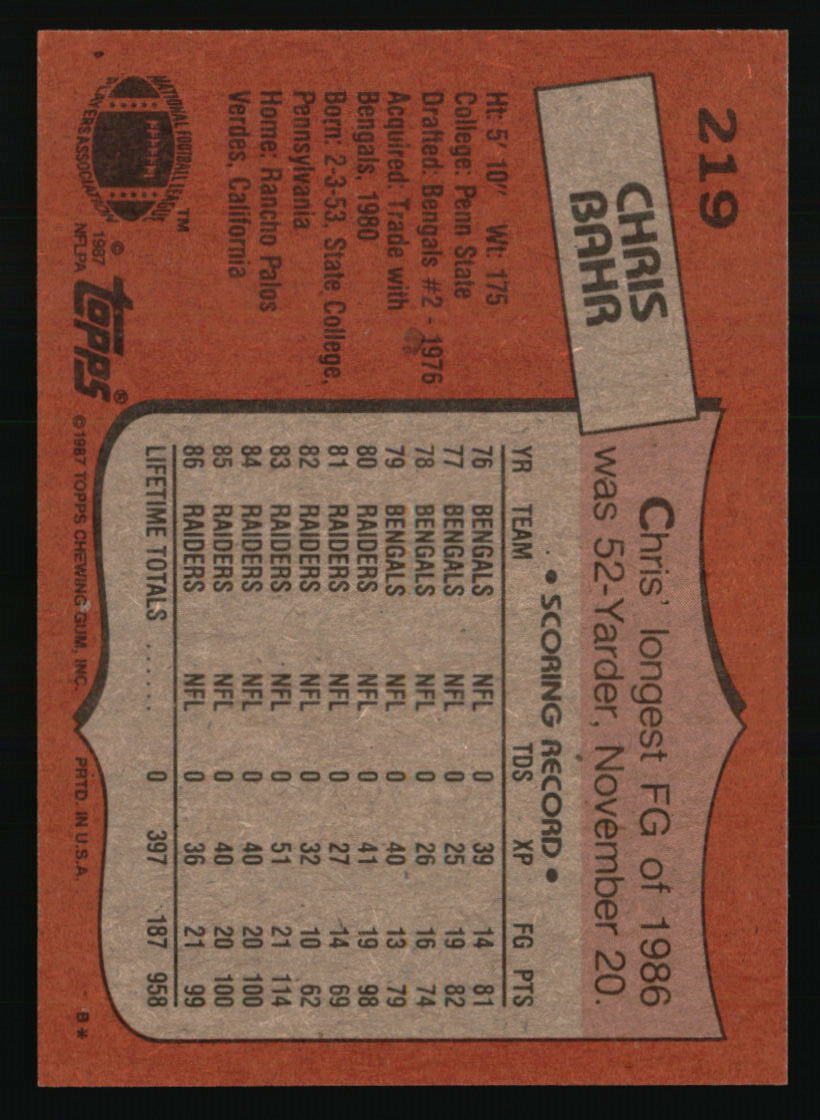 219
CHRIS
BAHR
Ht: 5' 10" Wt: 175
College: Penn State
Drafted: Bengals #2 - 1976
Acquired: Trade with
Bengals, 1980
Born: 2-3-53, State College,
Pennsylvania
Home: Rancho Palos
Verdes, California
NATIONAL FOOTBALL LEAGUE
PLAYERS ASSOCIATION
TM
© 1987
NFLPA
topps®
Chris' longest FG of 1986
was 52-Yarder, November 20.
• SCORING RECORD •
YR TEAM TDS XP FG PTS
76 BENGALS NFL 0 39 14 81
77 BENGALS NFL 0 25 19 82
78 BENGALS NFL 0 26 16 74
79 BENGALS NFL 0 40 13 79
80 RAIDERS NFL 0 41 19 98
81 RAIDERS NFL 0 27 14 69
82 RAIDERS NFL 0 32 10 62
83 RAIDERS NFL 0 51 21 114
84 RAIDERS NFL 0 40 20 100
85 RAIDERS NFL 0 40 20 100
86 RAIDERS NFL 0 36 21 99
LIFETIME TOTALS ...... 0 397 187 958
©1987 TOPPS CHEWING GUM, INC. PRTD. IN U.S.A. B*